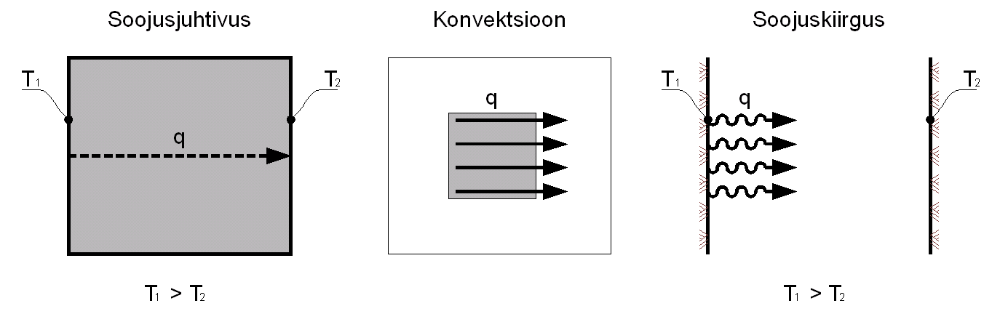 Soojusjuhtivus
T1
T2
q
T1 > T2
Konvektsioon
q
Soojuskiirgus
T1
T2
q
T1 > T2